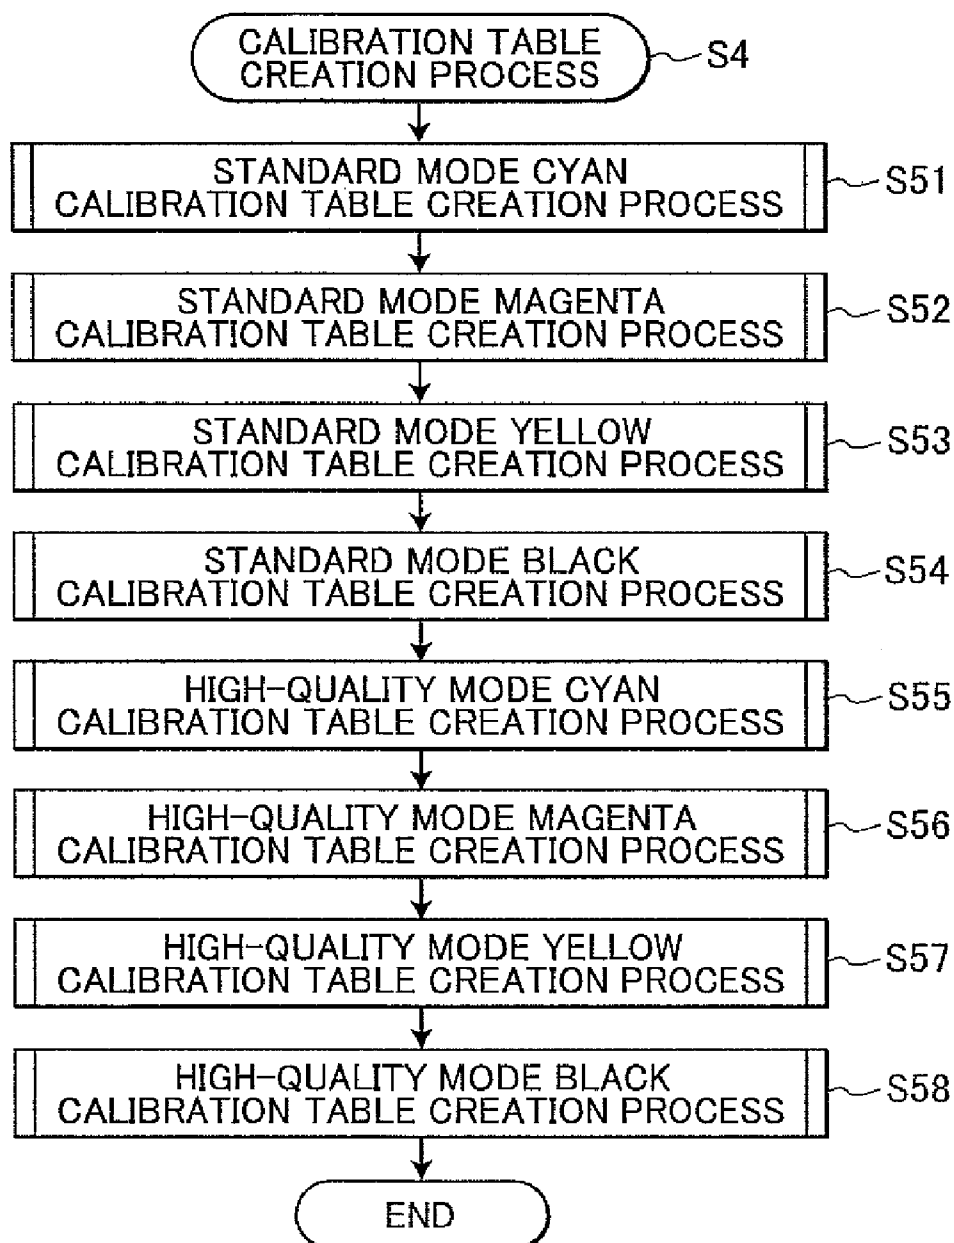 CALIBRATION TABLE
CREATION PROCESS
S4
STANDARD MODE CYAN
CALIBRATION TABLE CREATION PROCESS
S51
STANDARD MODE MAGENTA
CALIBRATION TABLE CREATION PROCESS
S52
STANDARD MODE YELLOW
CALIBRATION TABLE CREATION PROCESS
S53
STANDARD MODE BLACK
CALIBRATION TABLE CREATION PROCESS
S54
HIGH-QUALITY MODE CYAN
CALIBRATION TABLE CREATION PROCESS
S55
HIGH-QUALITY MODE MAGENTA
CALIBRATION TABLE CREATION PROCESS
S56
HIGH-QUALITY MODE YELLOW
CALIBRATION TABLE CREATION PROCESS
S57
HIGH-QUALITY MODE BLACK
CALIBRATION TABLE CREATION PROCESS
S58
END